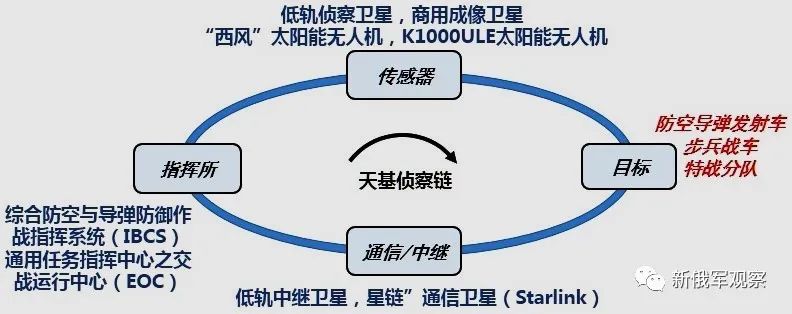 低轨侦察卫星，商用成像卫星
“西风”太阳能无人机，K1000ULE太阳能无人机
传感器
防空导弹发射车
步兵战车
特战分队
指挥所
天基侦察链
目标
综合防空与导弹防御作
战指挥系统（IBCS）
通用任务指挥中心之交
战运行中心（EOC）
通信/中继
低轨中继卫星，星链”通信卫星（Starlink）
新俄军观察